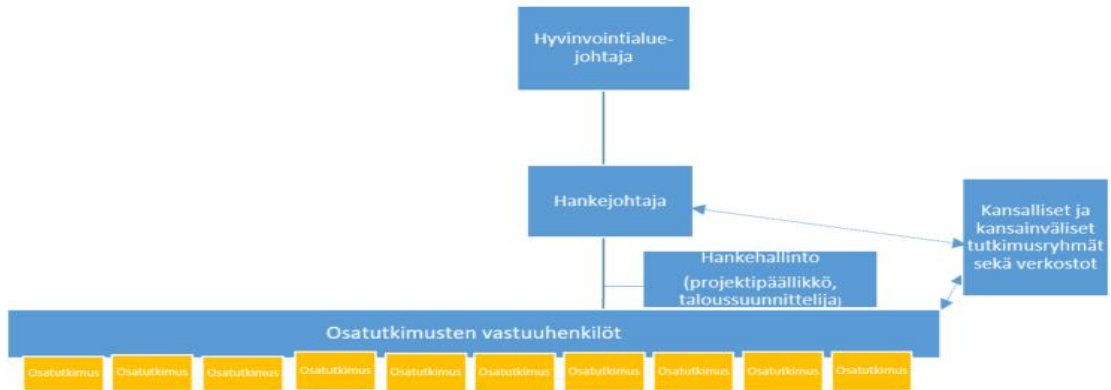 Hyvinvointialue-
johtaja
Hankejohtaja
Kansalliset ja
kansainväliset
tutkimusryhmät
sekä verkostot
Hankehallinto
(projektipäällikkö,
taloussuunnittelija)
Osatutkimusten vastuuhenkilöt
Osatutkimus Osatutkimus Osatutkimus Osatutkimus Osatutkimus Osatutkimus Osatutkimus Osatutkimus Osatutkimus Osatutkimus